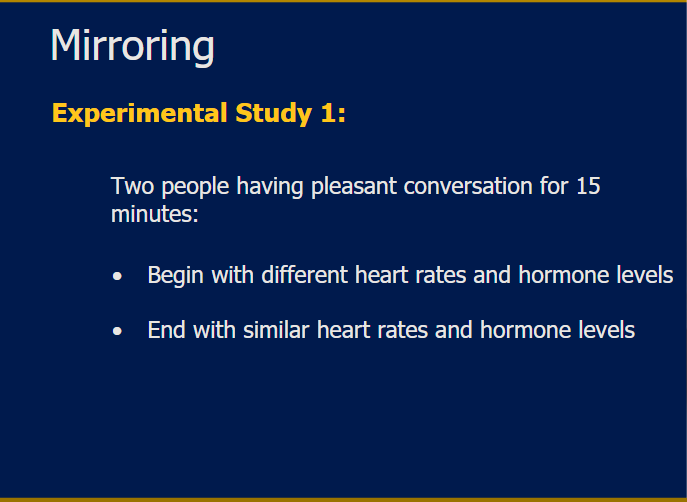 Mirroring
Experimental Study 1:
Two people having pleasant conversation for 15
minutes:
• Begin with different heart rates and hormone levels
• End with similar heart rates and hormone levels